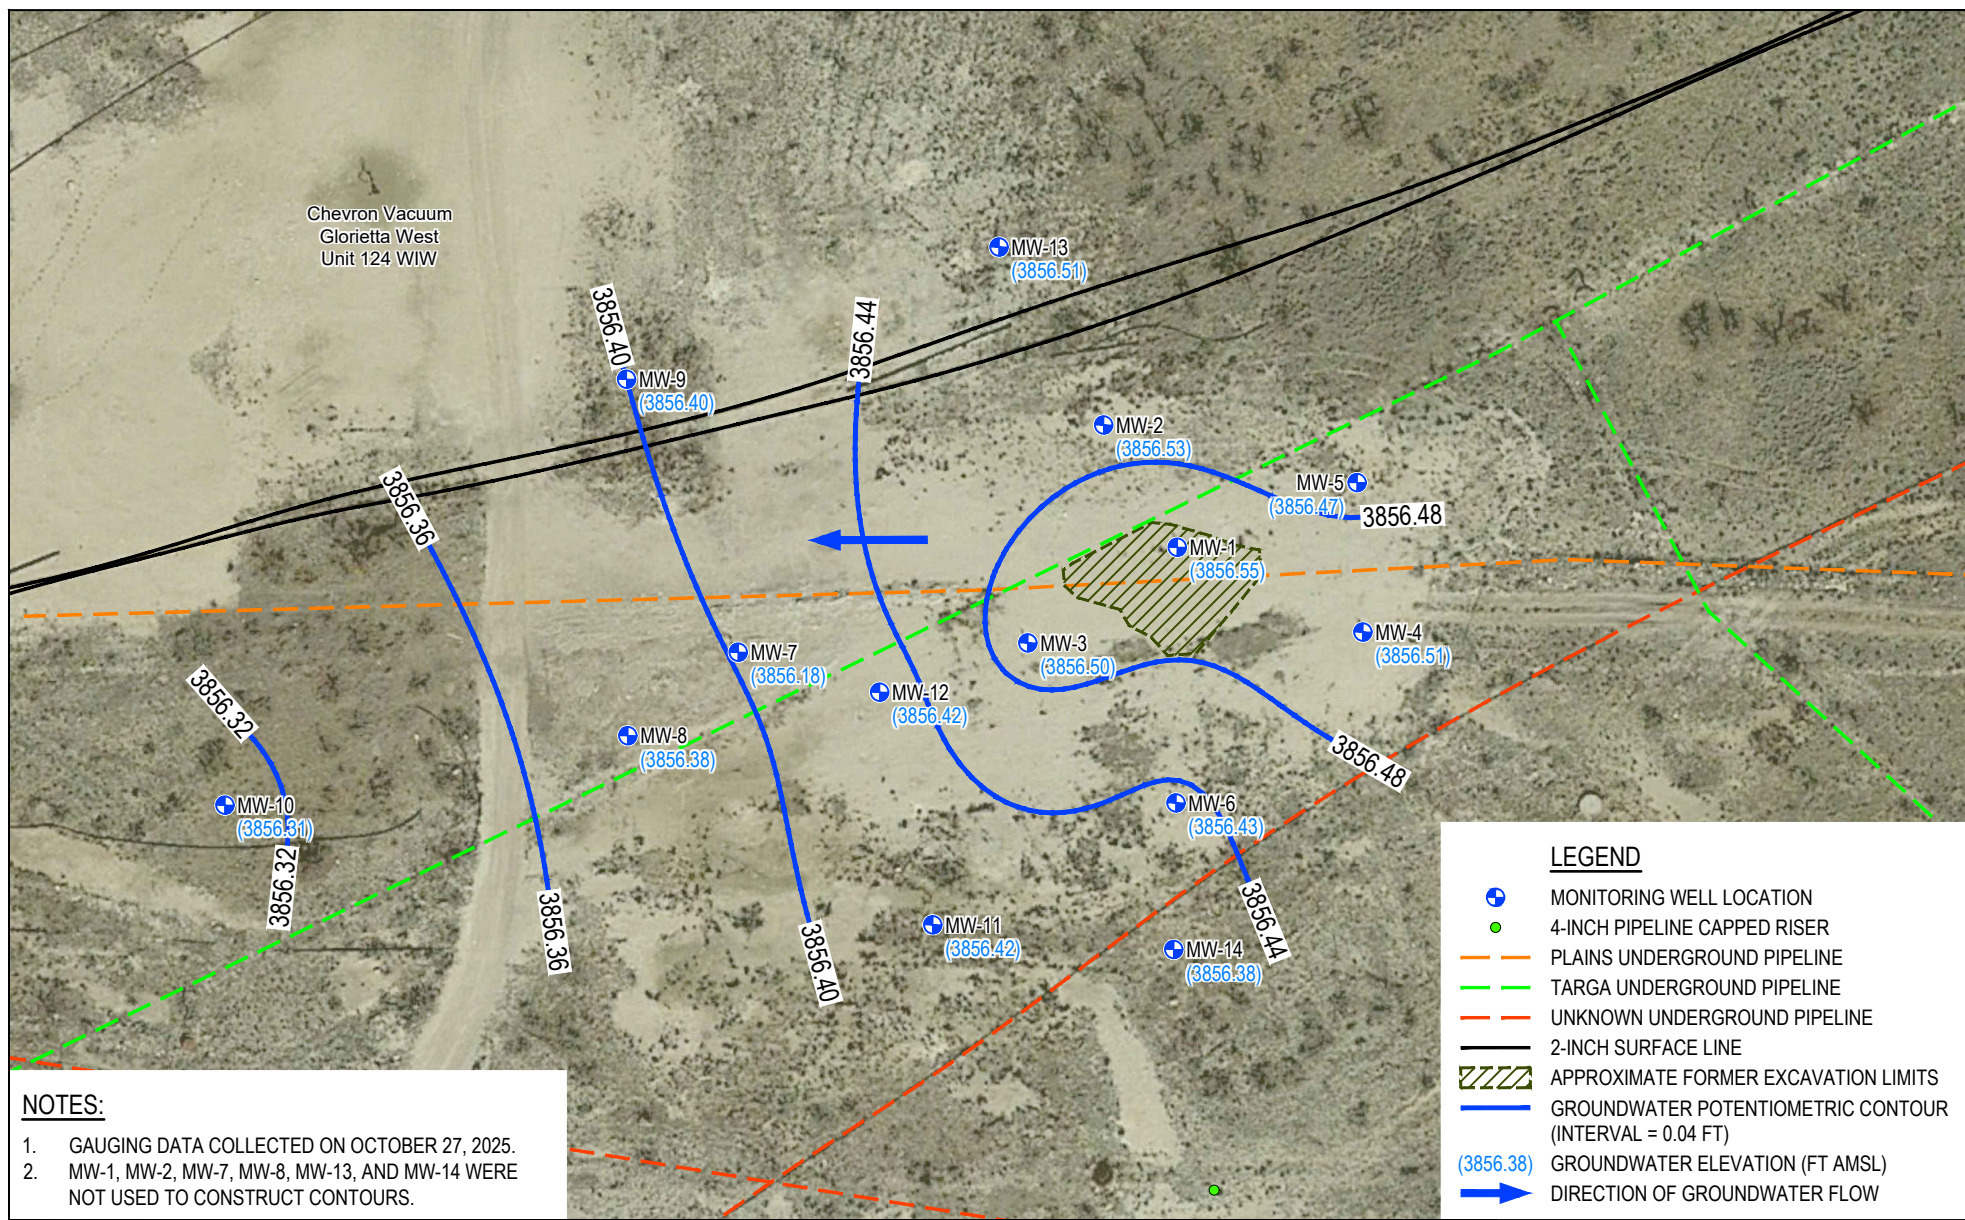 Chevron Vacuum
Glorietta West
Unit 124 WIW
MW-13
(3856.51)
3856.40
3856.44
MW-9
(3856.40)
MW-2
(3856.53)
3856.36
MW-5
(3856.47)
3856.48
MW-1
(3856.55)
MW-4
(3856.51)
MW-3
(3856.50)
MW-7
(3856.18)
MW-12
(3856.42)
3856.32
MW-8
(3856.38)
3856.48
MW-10
(3856.31)
MW-6
(3856.43)
3856.32
3856.36
MW-11
(3856.42)
3856.40
MW-14
(3856.38)
3856.44
LEGEND
MONITORING WELL LOCATION
4-INCH PIPELINE CAPPED RISER
PLAINS UNDERGROUND PIPELINE
TARGA UNDERGROUND PIPELINE
UNKNOWN UNDERGROUND PIPELINE
2-INCH SURFACE LINE
APPROXIMATE FORMER EXCAVATION LIMITS
GROUNDWATER POTENTIOMETRIC CONTOUR
(INTERVAL = 0.04 FT)
(3856.38) GROUNDWATER ELEVATION (FT AMSL)
DIRECTION OF GROUNDWATER FLOW
NOTES:
1. GAUGING DATA COLLECTED ON OCTOBER 27, 2025.
2. MW-1, MW-2, MW-7, MW-8, MW-13, AND MW-14 WERE
NOT USED TO CONSTRUCT CONTOURS.